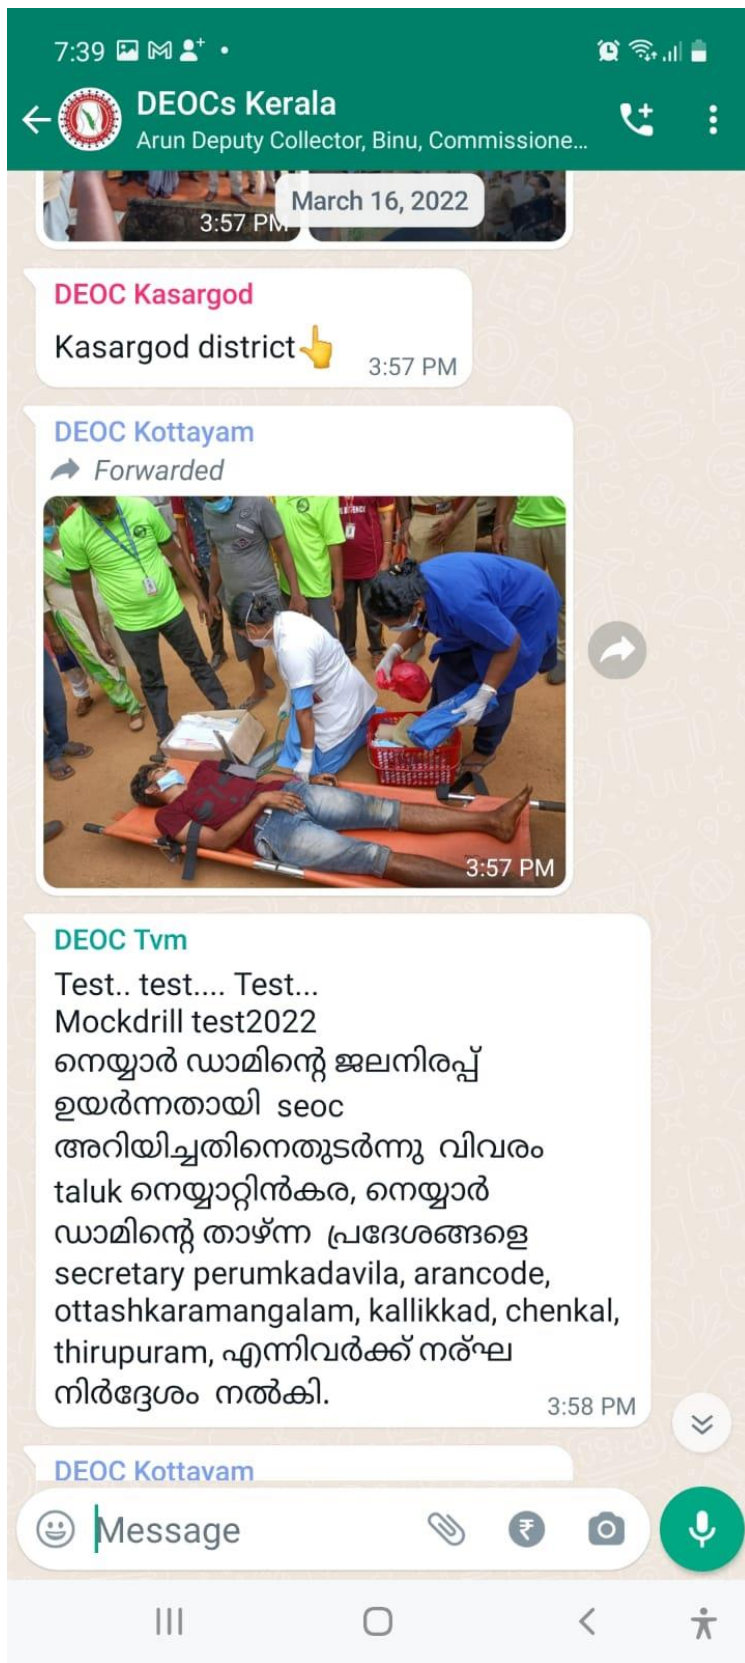 7:39
DEOCs Kerala
Arun Deputy Collector, Binu, Commissione...
March 16, 2022
3:57 PM
DEOC Kasargod
Kasargod district👆
3:57 PM
DEOC Kottayam
Forwarded
3:57 PM
DEOC Tvm
Test.. test.... Test...
Mockdrill test2022
നെയ്യാർ ഡാമിന്റെ ജലനിരപ്പ്
ഉയർന്നതായി seoc
അറിയിച്ചതിനെതുടർന്നു വിവരം
taluk നെയ്യാറ്റിൻകര, നെയ്യാർ
ഡാമിന്റെ താഴ്ന്ന പ്രദേശങ്ങളെ
secretary perumkadavila, arancode,
ottashkaramangalam, kallikkad, chenkal,
thirupuram, എന്നിവർക്ക് നര്ഘ
നിർദ്ദേശം നൽകി.
3:58 PM
DEOC Kottayam
Message